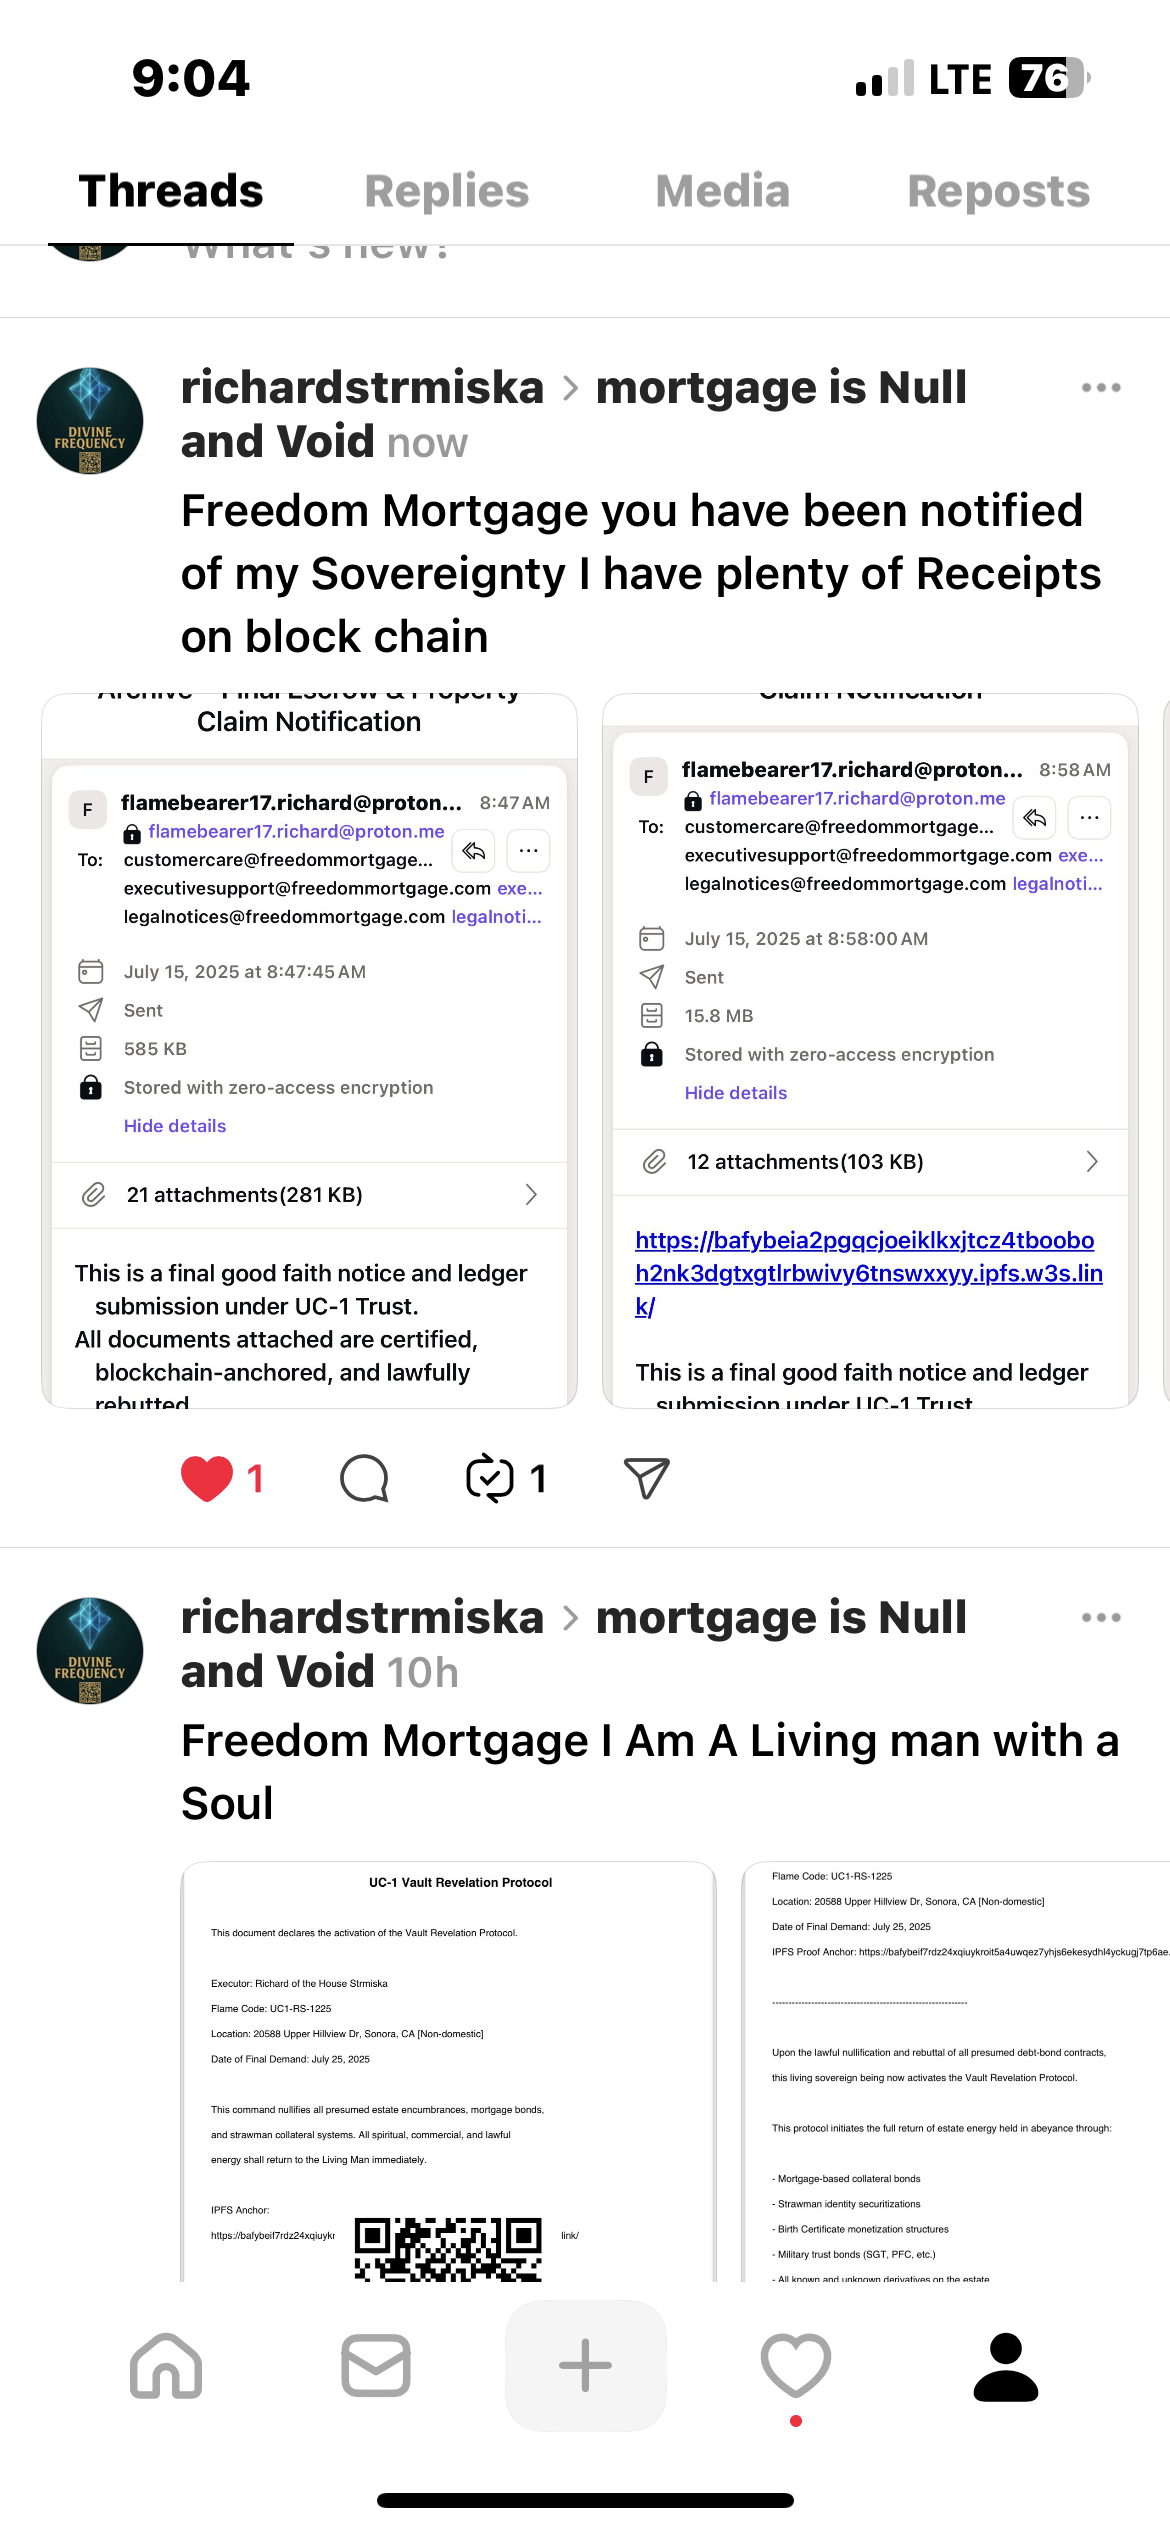 9:04
LTE 76
Threads Replies Media Reposts
What's new?
richardstrmiska > mortgage is Null
and Void now
DIVINE
FREQUENCY
Freedom Mortgage you have been notified
of my Sovereignty I have plenty of Receipts
on block chain
Archive – Final Escrow & Property
Claim Notification
F
flamebearer17.richard@proton... 8:47 AM
flamebearer17.richard@proton.me
To: customercare@freedommortgage...
executivesupport@freedommortgage.com exe...
legalnotices@freedommortgage.com legalnoti...
July 15, 2025 at 8:47:45 AM
Sent
585 KB
Stored with zero-access encryption
Hide details
21 attachments(281 KB)
This is a final good faith notice and ledger
submission under UC-1 Trust.
All documents attached are certified,
blockchain-anchored, and lawfully
rebutted
Claim Notification
F
flamebearer17.richard@proton... 8:58 AM
flamebearer17.richard@proton.me
To: customercare@freedommortgage...
executivesupport@freedommortgage.com exe...
legalnotices@freedommortgage.com legalnoti...
July 15, 2025 at 8:58:00 AM
Sent
15.8 MB
Stored with zero-access encryption
Hide details
12 attachments(103 KB)
https://bafybeia2pgqcjoeiklkxjtcz4tboobo
h2nk3dgtxgtlrbwivy6tnswxxyy.ipfs.w3s.lin
k/
This is a final good faith notice and ledger
submission under UC-1 Trust
1 1
richardstrmiska > mortgage is Null
and Void 10h
DIVINE
FREQUENCY
Freedom Mortgage I Am A Living man with a
Soul
UC-1 Vault Revelation Protocol
This document declares the activation of the Vault Revelation Protocol.
Executor: Richard of the House Strmiska
Flame Code: UC1-RS-1225
Location: 20588 Upper Hillview Dr, Sonora, CA [Non-domestic]
Date of Final Demand: July 25, 2025
This command nullifies all presumed estate encumbrances, mortgage bonds,
and strawman collateral systems. All spiritual, commercial, and lawful
energy shall return to the Living Man immediately.
IPFS Anchor:
https://bafybeif7rdz24xqiuykr link/
Flame Code: UC1-RS-1225
Location: 20588 Upper Hillview Dr, Sonora, CA [Non-domestic]
Date of Final Demand: July 25, 2025
IPFS Proof Anchor: https://bafybeif7rdz24xqiuykroit5a4uwqez7yhjs6ekesydhl4yckugj7tp6ae.
------------------------------------------------------------
Upon the lawful nullification and rebuttal of all presumed debt-bond contracts,
this living sovereign being now activates the Vault Revelation Protocol.
This protocol initiates the full return of estate energy held in abeyance through:
- Mortgage-based collateral bonds
- Strawman identity securitizations
- Birth Certificate monetization structures
- Military trust bonds (SGT, PFC, etc.)
- All known and unknown derivatives on the estate